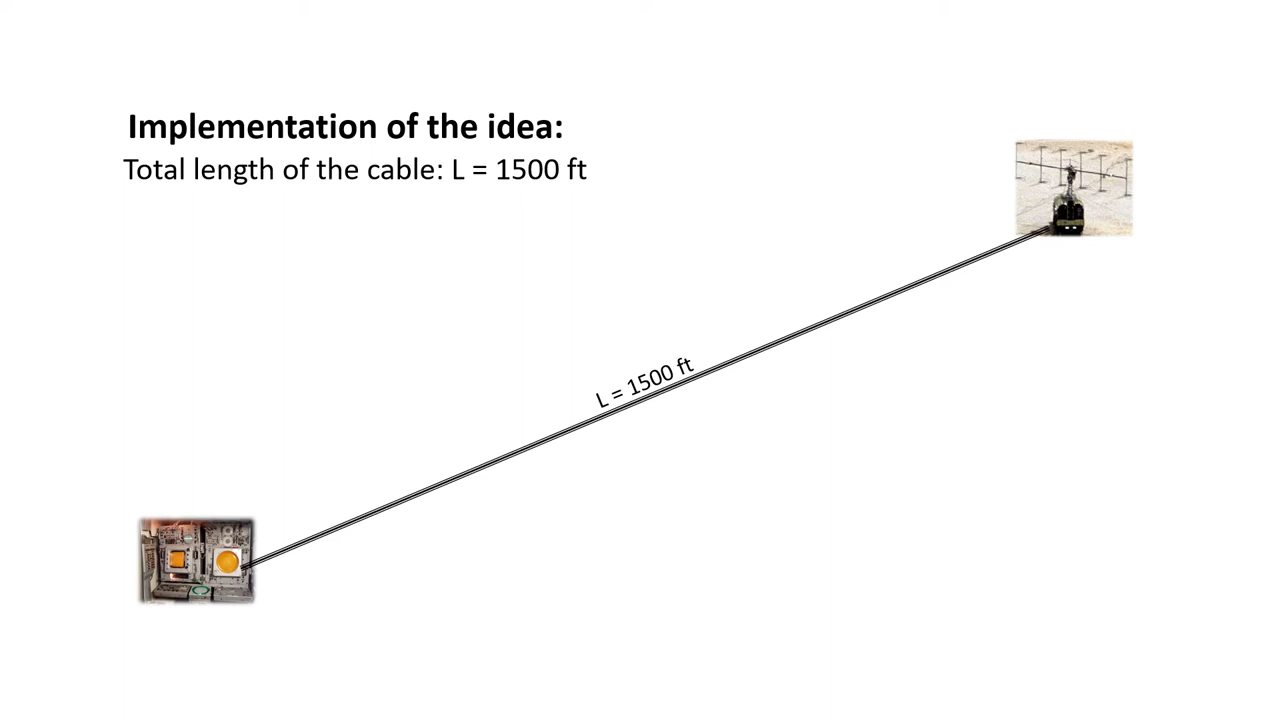 Implementation of the idea:
Total length of the cable: L = 1500 ft
L = 1500 ft